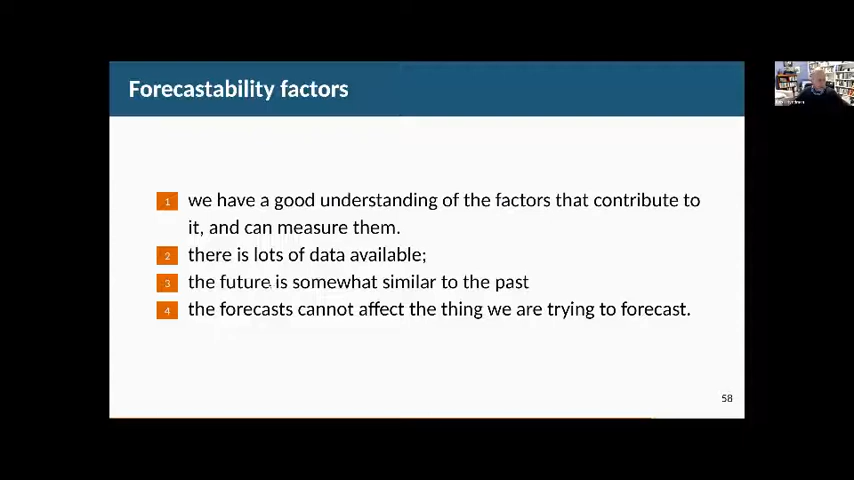 Forecastability factors
1 we have a good understanding of the factors that contribute to
it, and can measure them.
2 there is lots of data available;
3 the future is somewhat similar to the past
4 the forecasts cannot affect the thing we are trying to forecast.
58